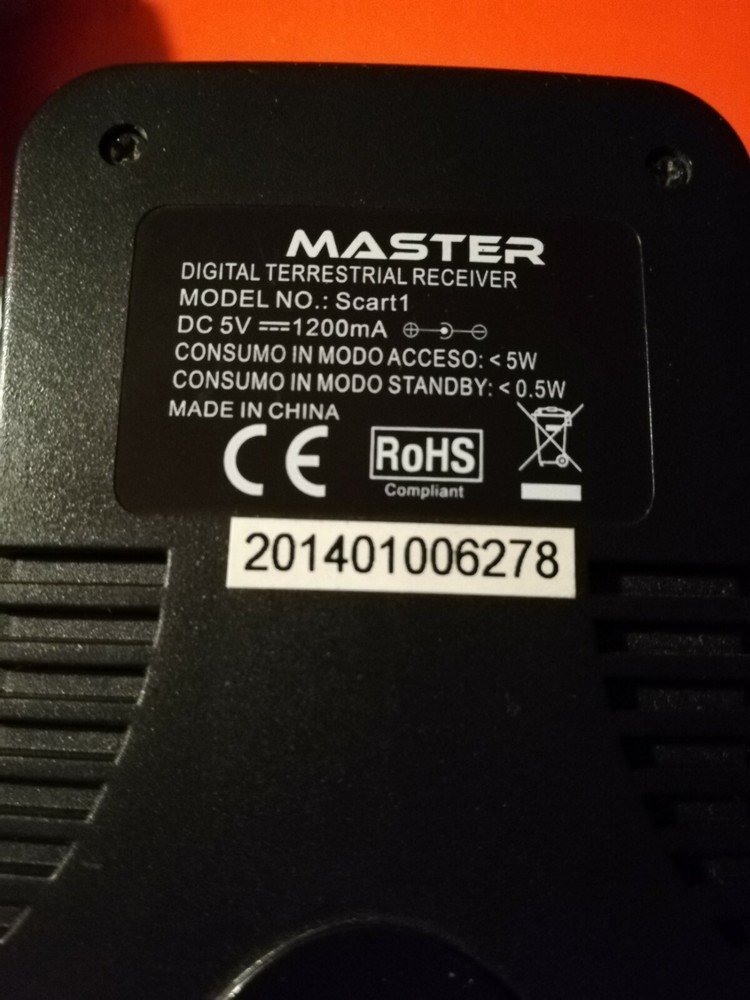 MASTER
DIGITAL TERRESTRIAL RECEIVER
MODEL NO.: Scart1
DC 5V 1200mA
CONSUMO IN MODO ACCESO: < 5W
CONSUMO IN MODO STANDBY: < 0.5W
MADE IN CHINA
CE
RoHS
Compliant
201401006278